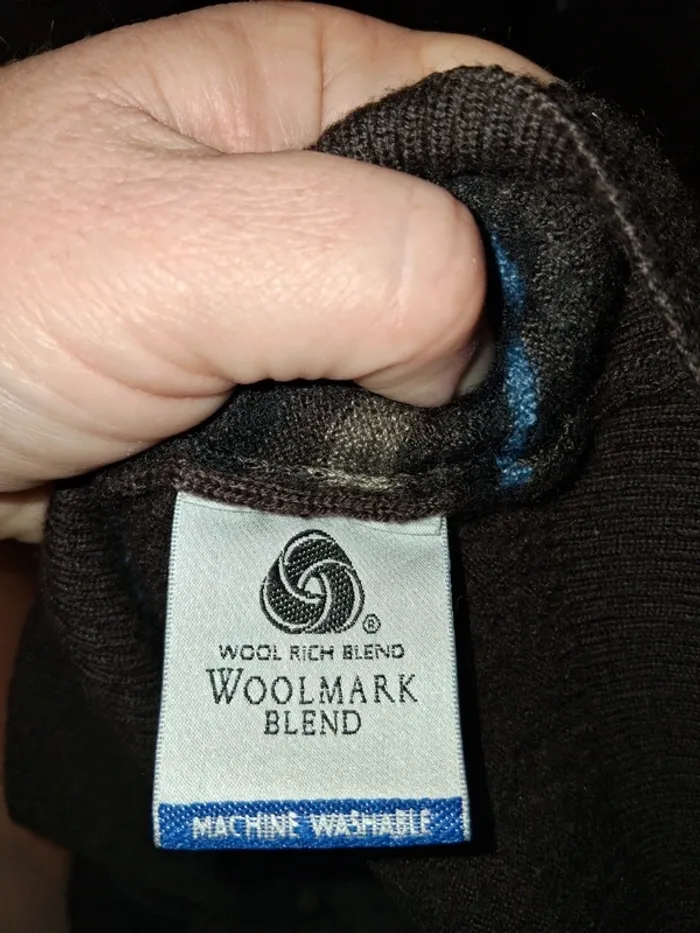 ®
WOOL RICH BLEND
WOOLMARK
BLEND
MACHINE WASHABLE